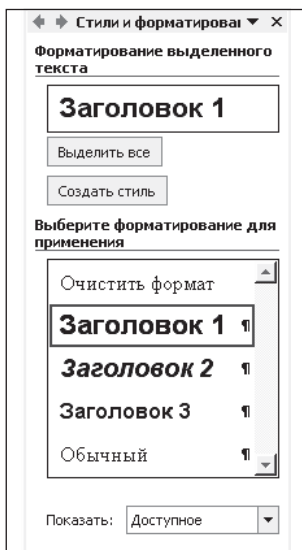 Стили и форматироваı
Форматирование выделенного
текста
Заголовок 1
Выделить все
Создать стиль
Выберите форматирование для
применения
Очистить формат
Заголовок 1 ¶
Заголовок 2 ¶
Заголовок 3 ¶
Обычный ¶
Показать: Доступное